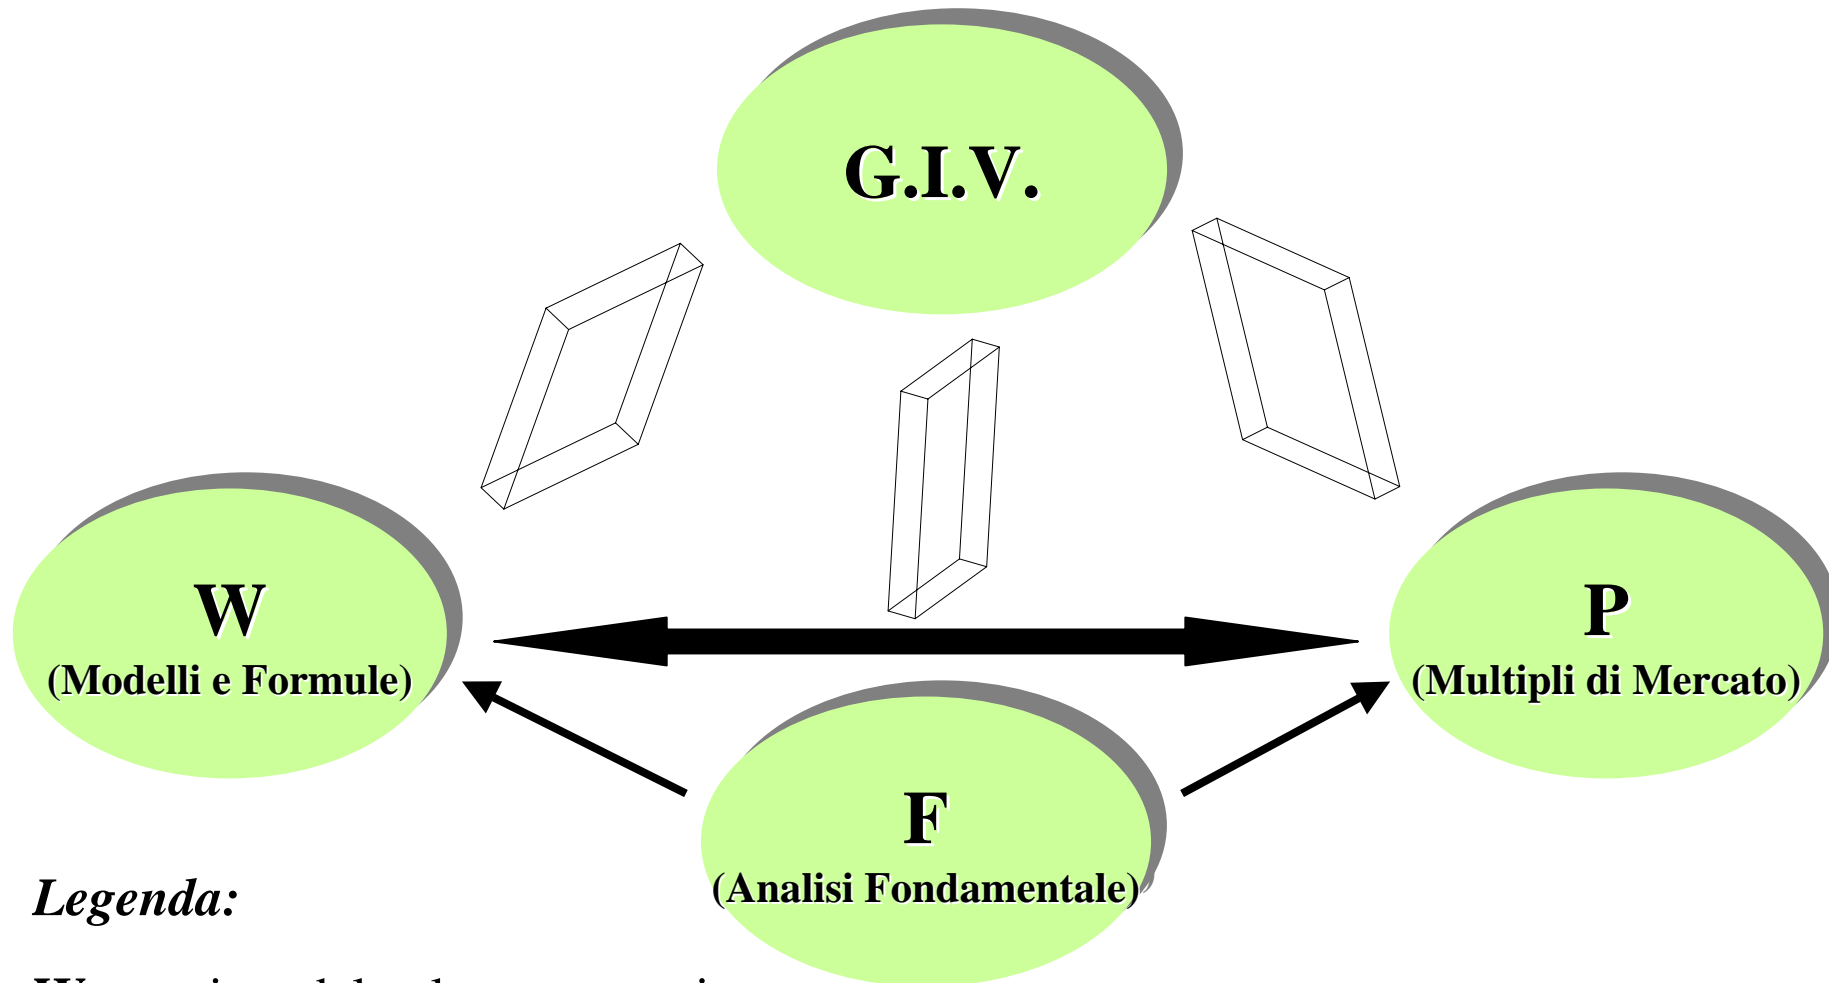 G.I.V.
W
(Modelli e Formule)
P
(Multipli di Mercato)
F
(Analisi Fondamentale)
Legenda:
W